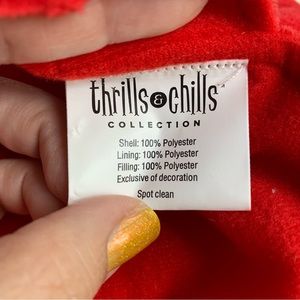 thrills & chills
COLLECTION
Shell: 100% Polyester
Lining: 100% Polyester
Filling: 100% Polyester
Exclusive of decoration
Spot clean